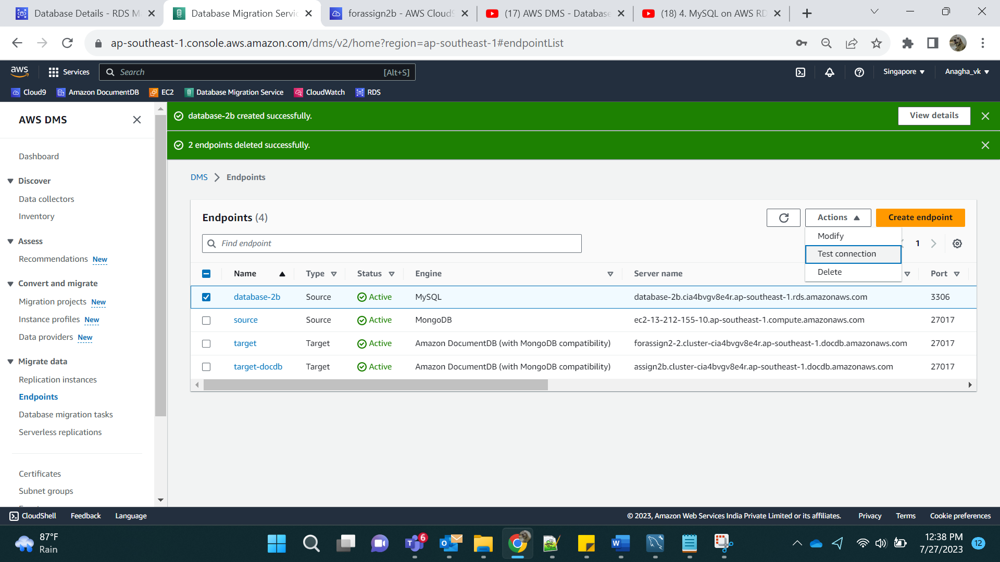 Database Details - RDS M
Database Migration Servic
forassign2b - AWS Cloud
(17) AWS DMS - Database
(18) 4. MySQL on AWS RD
ap-southeast-1.console.aws.amazon.com/dms/v2/home?region=ap-southeast-1#endpointList
aws
Services
Search
[Alt+S]
Singapore
Anagha_vk
Cloud9
Amazon DocumentDB
EC2
Database Migration Service
CloudWatch
RDS
AWS DMS
Dashboard
Discover
Data collectors
Inventory
Assess
Recommendations New
Convert and migrate
Migration projects New
Instance profiles New
Data providers New
Migrate data
Replication instances
Endpoints
Database migration tasks
Serverless replications
Certificates
Subnet groups
database-2b created successfully.
View details
2 endpoints deleted successfully.
DMS
Endpoints
Endpoints (4)
Actions
Create endpoint
Modify
Test connection
Delete
Find endpoint
1
Name Type Status Engine Server name Port
database-2b Source Active MySQL database-2b.cia4bvgv8e4r.ap-southeast-1.rds.amazonaws.com 3306
source Source Active MongoDB ec2-13-212-155-10.ap-southeast-1.compute.amazonaws.com 27017
target Target Active Amazon DocumentDB (with MongoDB compatibility) forassign2-2.cluster-cia4bvgv8e4r.ap-southeast-1.docdb.amazonaws.com 27017
target-docdb Target Active Amazon DocumentDB (with MongoDB compatibility) assign2b.cluster-cia4bvgv8e4r.ap-southeast-1.docdb.amazonaws.com 27017
CloudShell
Feedback
Language
© 2023, Amazon Web Services India Private Limited or its affiliates.
Privacy
Terms
Cookie preferences
87°F
Rain
6
12:38 PM
7/27/2023
12